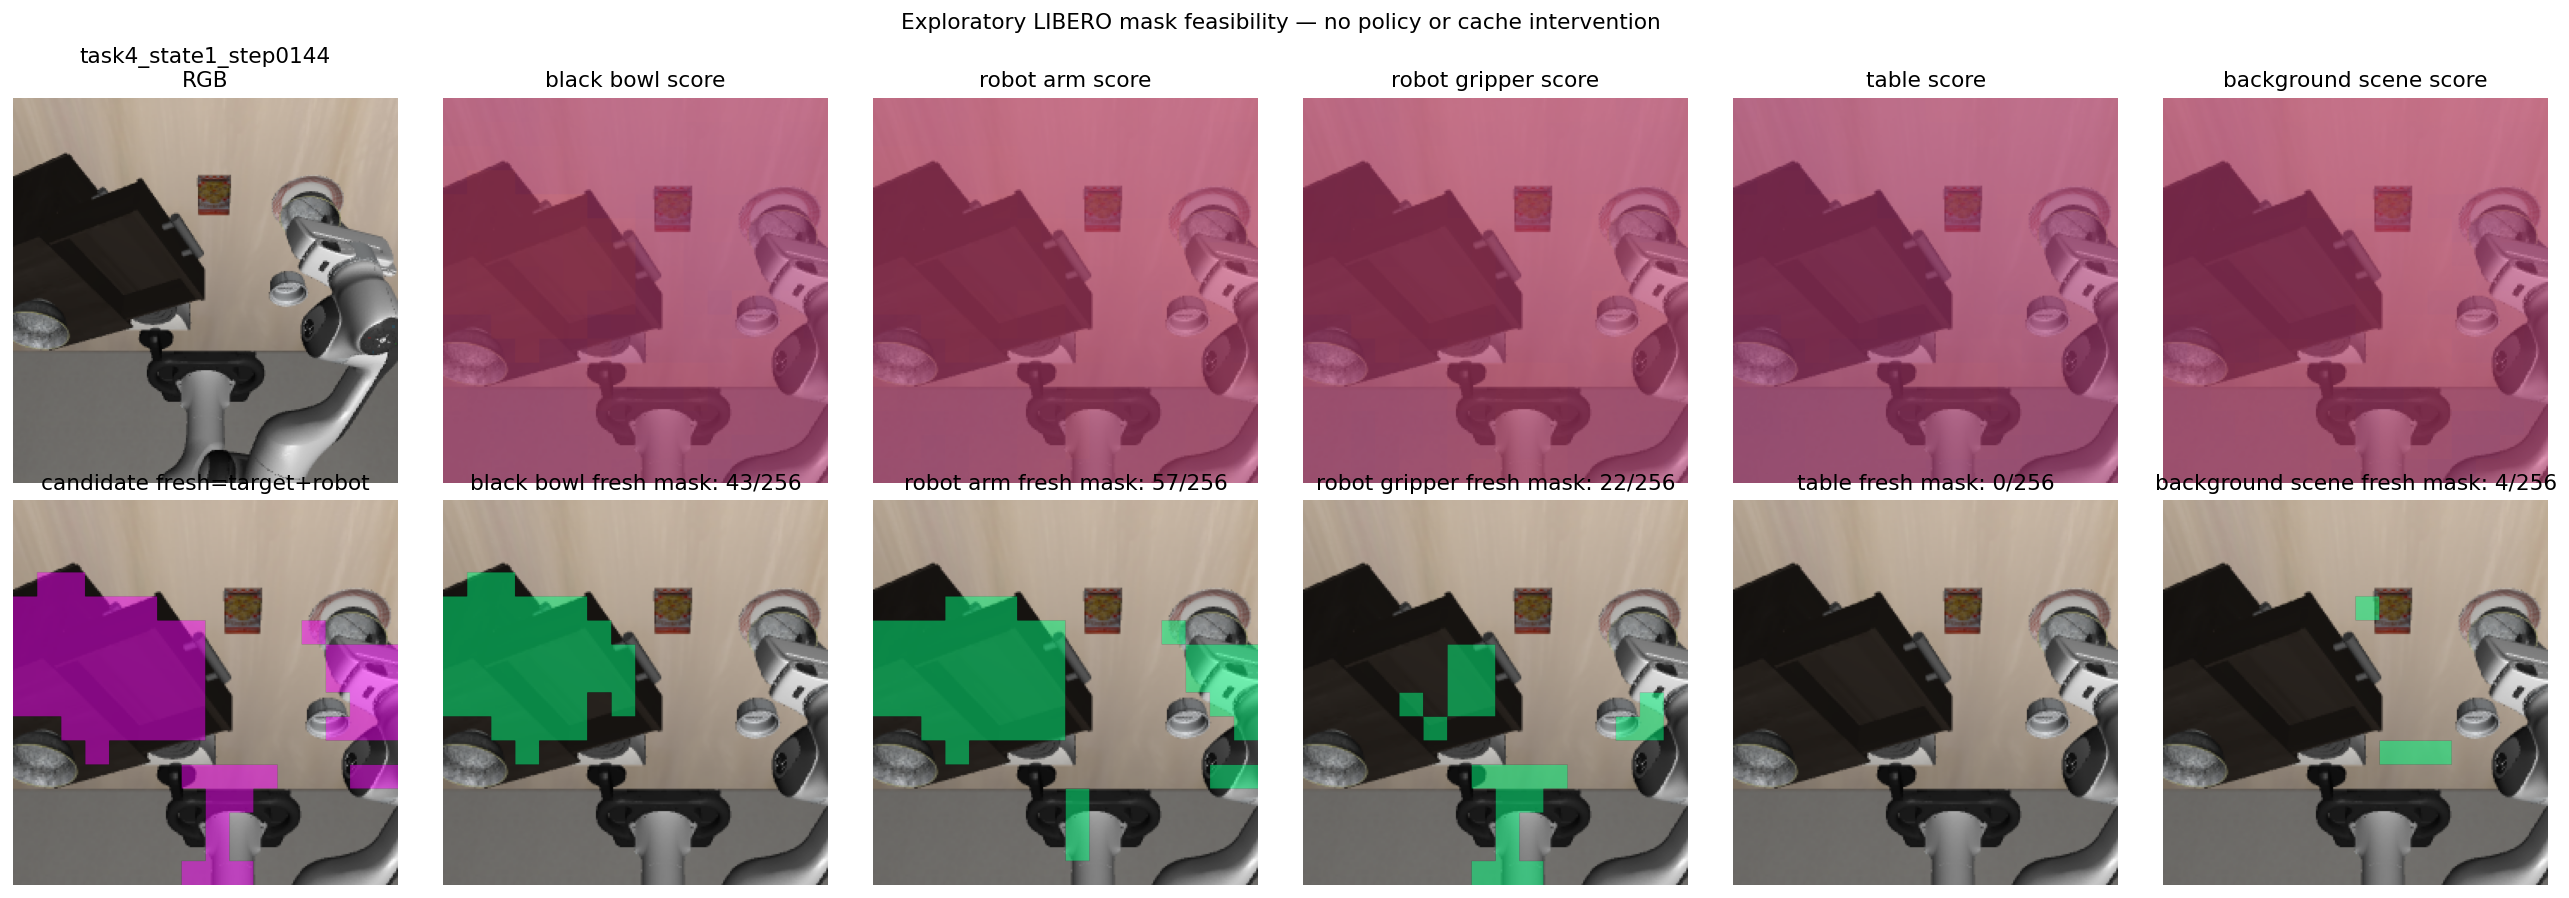 Exploratory LIBERO mask feasibility — no policy or cache intervention
task4_state1_step0144
RGB
black bowl score
robot arm score
robot gripper score
table score
background scene score
candidate fresh=target+robot
black bowl fresh mask: 43/256
robot arm fresh mask: 57/256
robot gripper fresh mask: 22/256
table fresh mask: 0/256
background scene fresh mask: 4/256